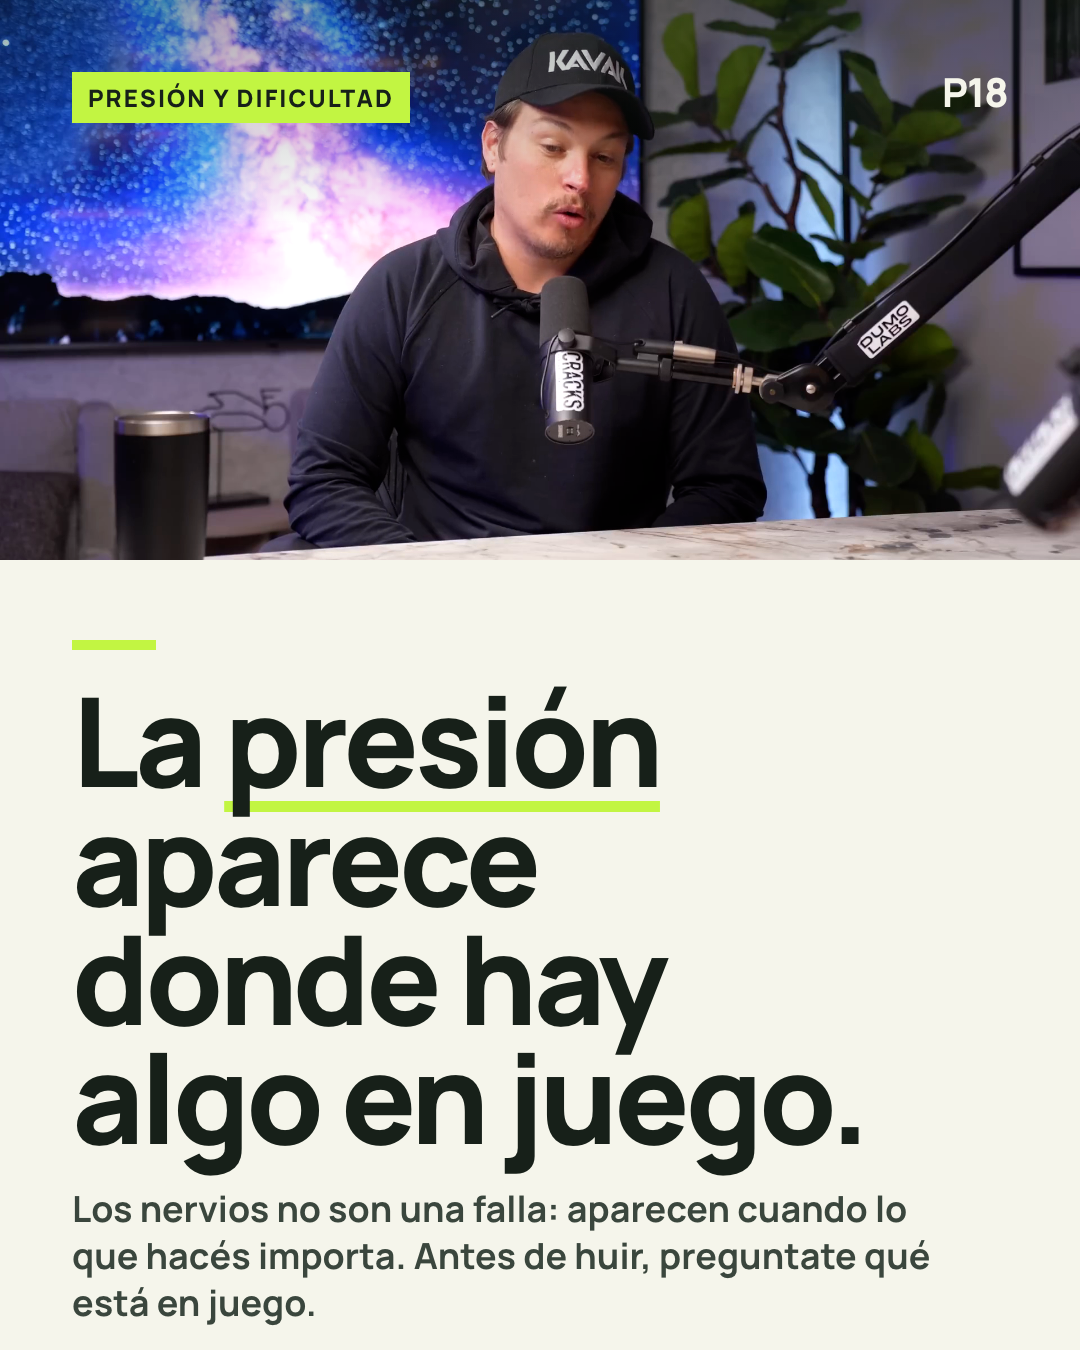 PRESIÓN Y DIFICULTAD
P18
KAVAK
CRACKS
DUMO
LABS
La presión
aparece
donde hay
algo en juego.
Los nervios no son una falla: aparecen cuando lo
que hacés importa. Antes de huir, preguntate qué
está en juego.